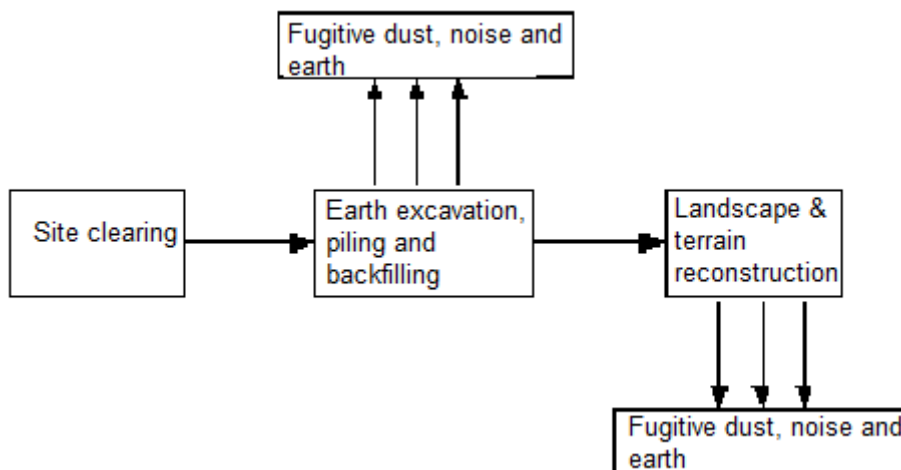 Fugitive dust, noise and
earth
Site clearing
Earth excavation,
piling and
backfilling
Landscape &
terrain
reconstruction
Fugitive dust, noise and
earth